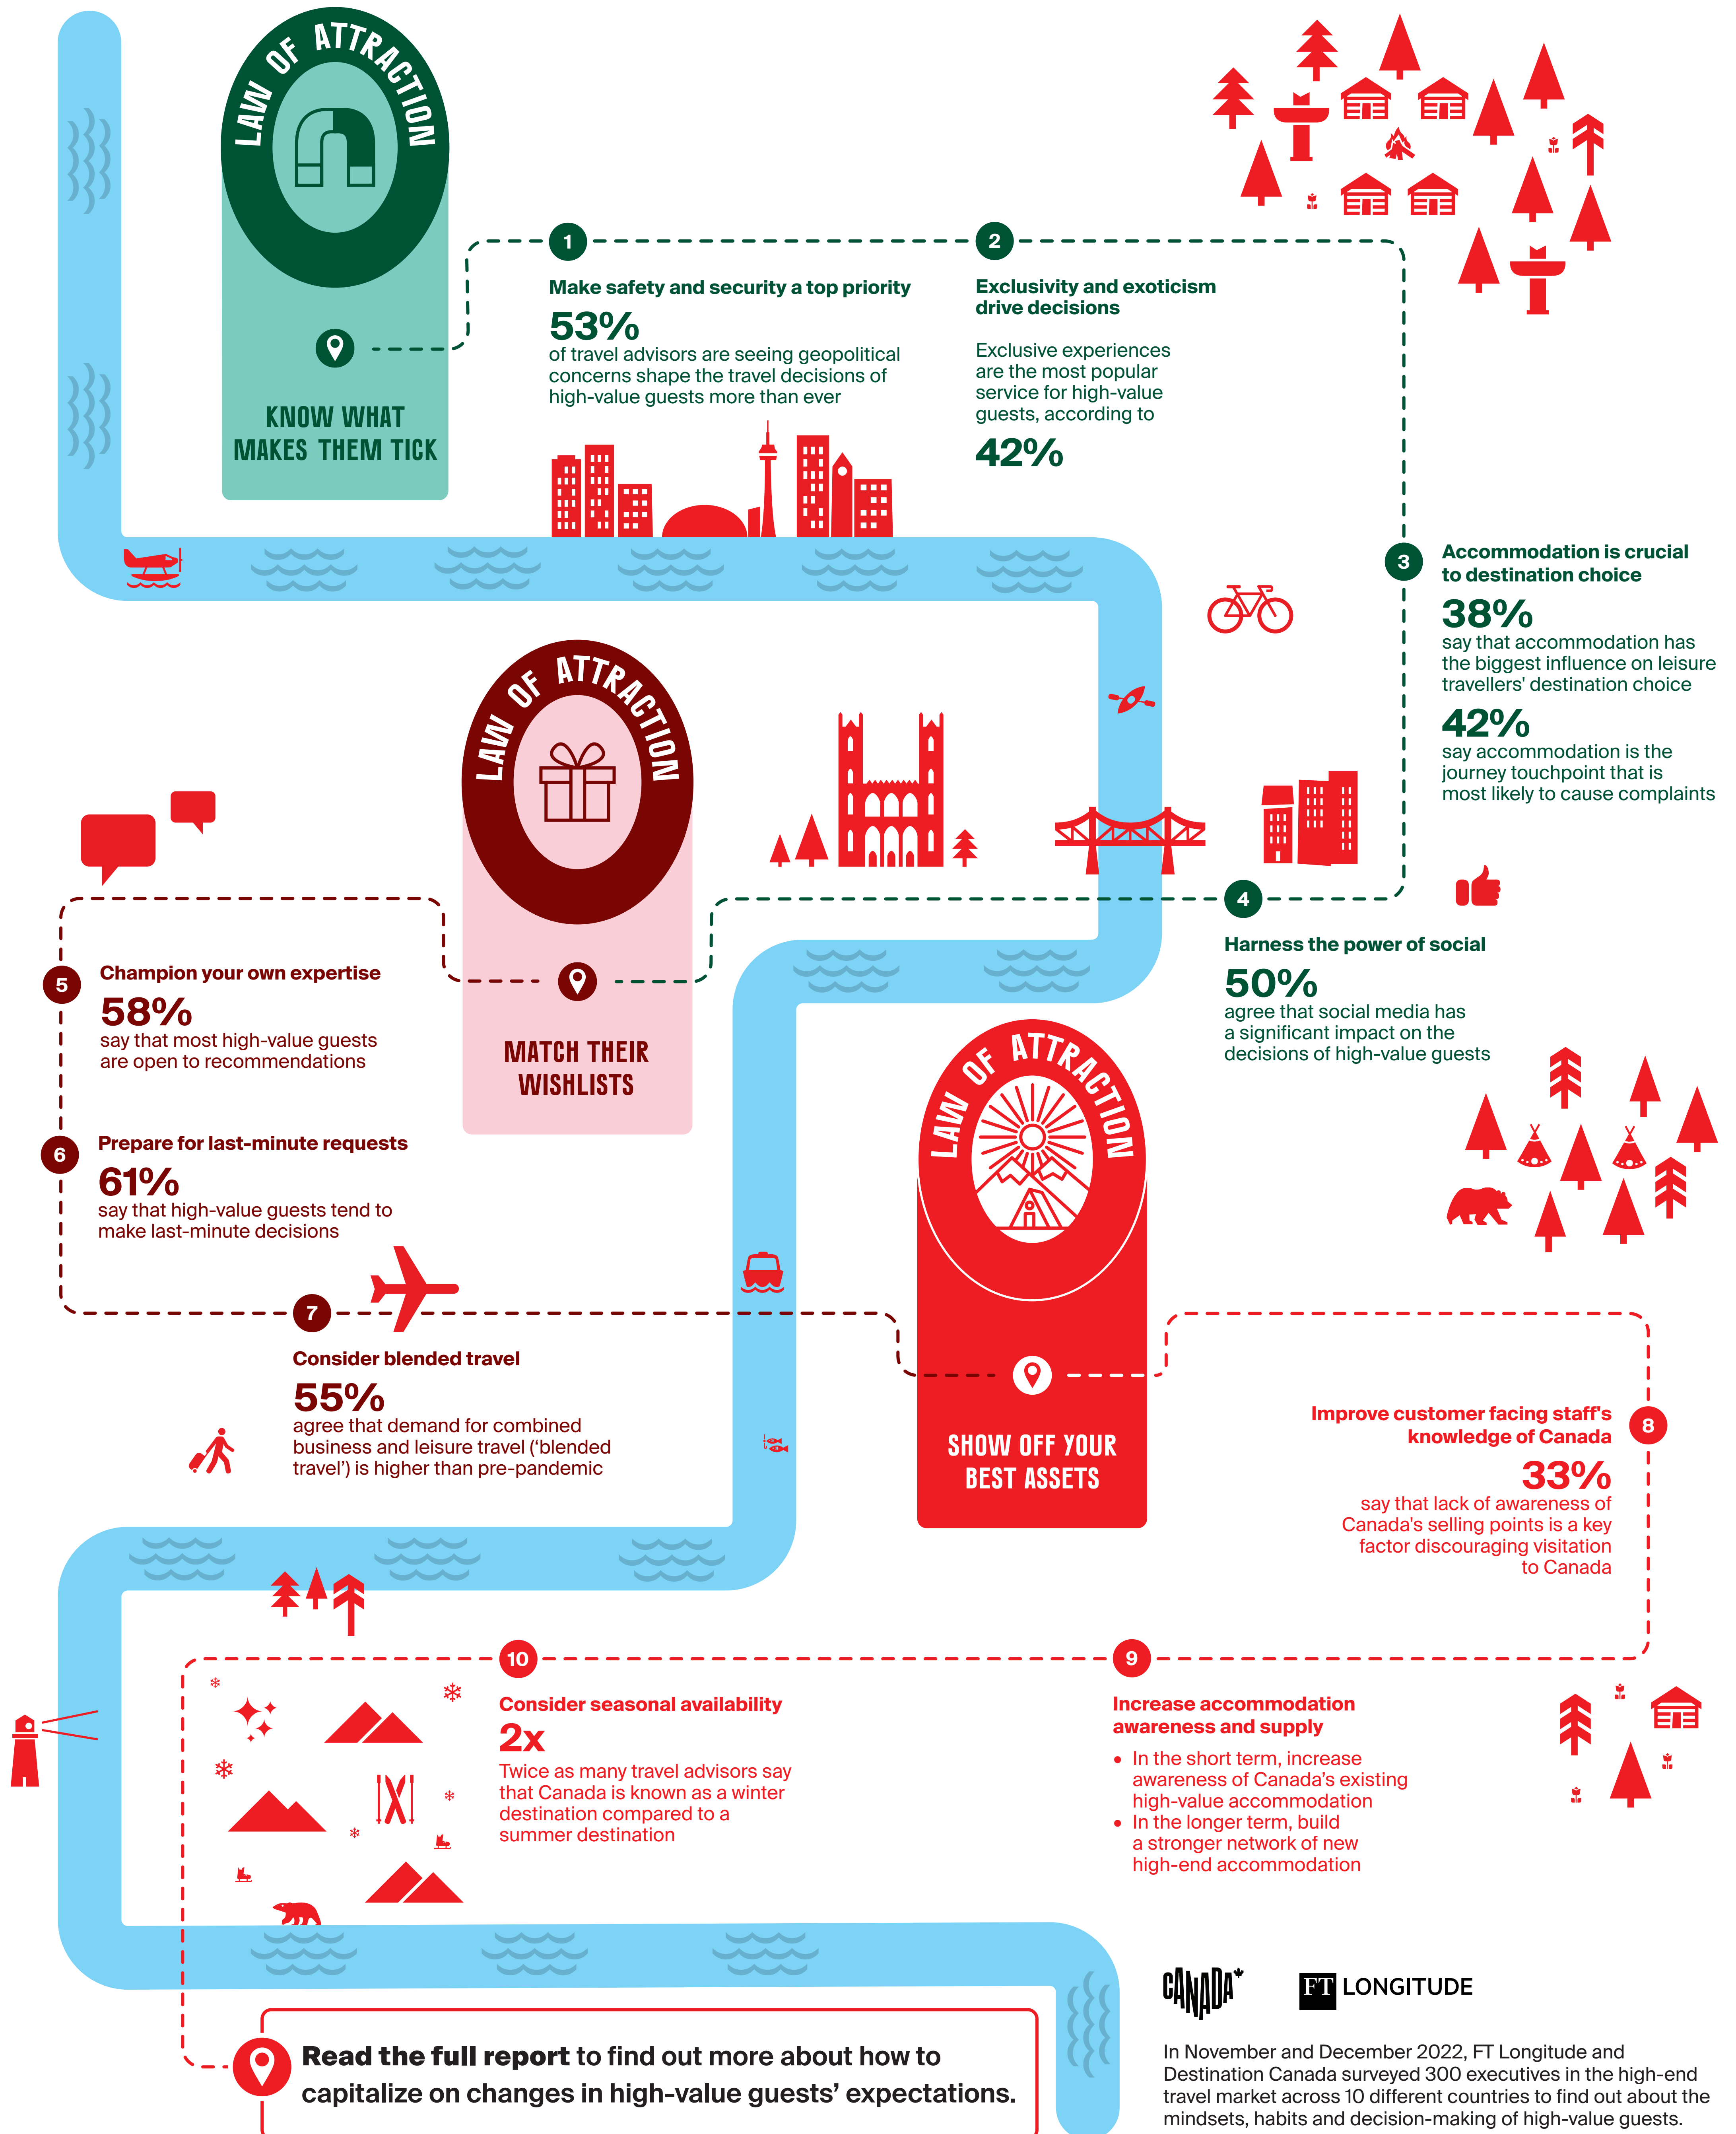 LAW OF ATTRACTION
KNOW WHAT
MAKES THEM TICK
1
Make safety and security a top priority
53%
of travel advisors are seeing geopolitical
concerns shape the travel decisions of
high-value guests more than ever
2
Exclusivity and exoticism
drive decisions
Exclusive experiences
are the most popular
service for high-value
guests, according to
42%
3
Accommodation is crucial
to destination choice
38%
say that accommodation has
the biggest influence on leisure
travellers' destination choice
42%
say accommodation is the
journey touchpoint that is
most likely to cause complaints
4
Harness the power of social
50%
agree that social media has
a significant impact on the
decisions of high-value guests
LAW OF ATTRACTION
MATCH THEIR
WISHLISTS
5
Champion your own expertise
58%
say that most high-value guests
are open to recommendations
6
Prepare for last-minute requests
61%
say that high-value guests tend to
make last-minute decisions
7
Consider blended travel
55%
agree that demand for combined
business and leisure travel (‘blended
travel’) is higher than pre-pandemic
LAW OF ATTRACTION
SHOW OFF YOUR
BEST ASSETS
8
Improve customer facing staff's
knowledge of Canada
33%
say that lack of awareness of
Canada's selling points is a key
factor discouraging visitation
to Canada
9
Increase accommodation
awareness and supply
• In the short term, increase
awareness of Canada’s existing
high-value accommodation
• In the longer term, build
a stronger network of new
high-end accommodation
10
Consider seasonal availability
2x
Twice as many travel advisors say
that Canada is known as a winter
destination compared to a
summer destination
Read the full report to find out more about how to
capitalize on changes in high-value guests’ expectations.
CANADA
FT LONGITUDE
In November and December 2022, FT Longitude and
Destination Canada surveyed 300 executives in the high-end
travel market across 10 different countries to find out about the
mindsets, habits and decision-making of high-value guests.